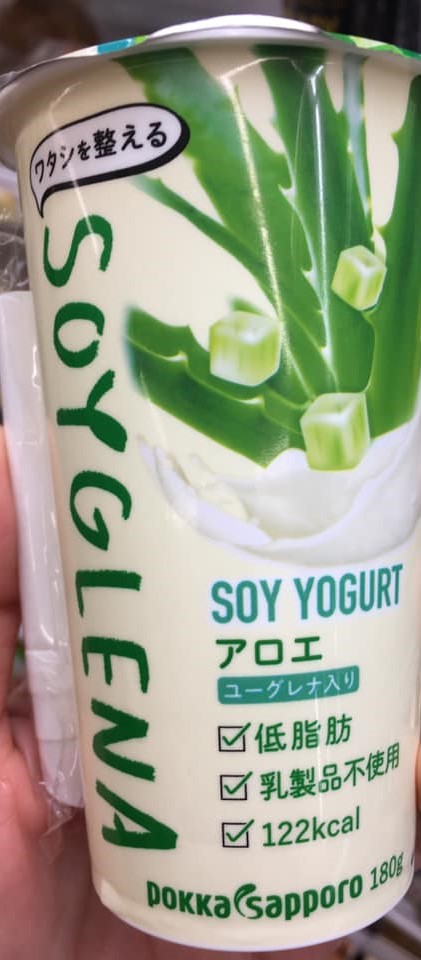 ワタシを整える
SOYGLENA
SOY YOGURT
アロエ
ユーグレナ入り
低脂肪
乳製品不使用
122kcal
pokka sapporo 180g